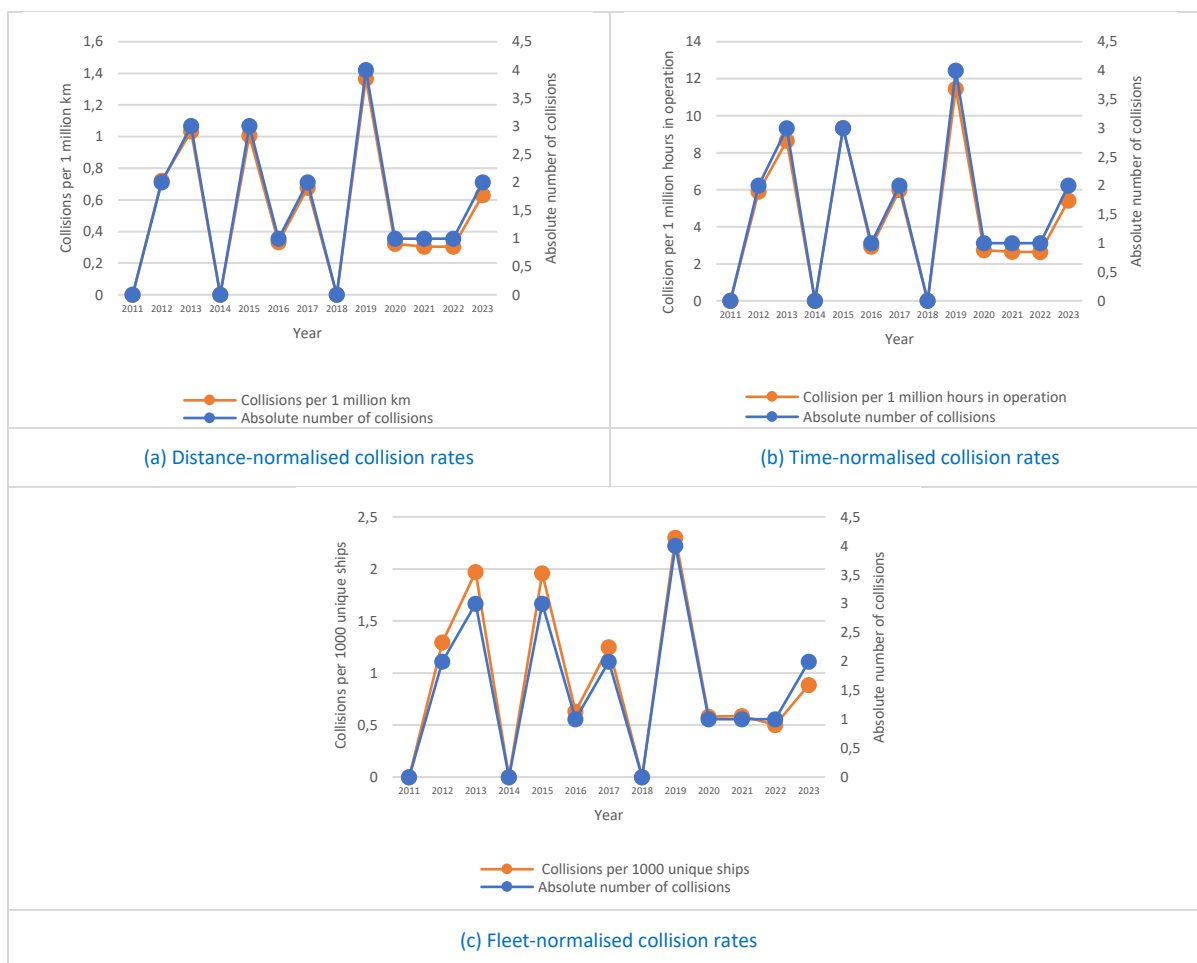 1,6
1,4
1,2
1
0,8
0,6
0,4
0,2
0
Collisions per 1 million km
4,5
4
3,5
3
2,5
2
1,5
1
0,5
0
Absolute number of collisions
2011 2012 2013 2014 2015 2016 2017 2018 2019 2020 2021 2022 2023
Year
Collisions per 1 million km
Absolute number of collisions
14
12
10
8
6
4
2
0
Collision per 1 million hours in operation
4,5
4
3,5
3
2,5
2
1,5
1
0,5
0
Absolute number of collisions
2011 2012 2013 2014 2015 2016 2017 2018 2019 2020 2021 2022 2023
Year
Collision per 1 million hours in operation
Absolute number of collisions
(a) Distance-normalised collision rates
(b) Time-normalised collision rates
2,5
2
1,5
1
0,5
0
Collisions per 1000 unique ships
4,5
4
3,5
3
2,5
2
1,5
1
0,5
0
Absolute number of collisions
2011 2012 2013 2014 2015 2016 2017 2018 2019 2020 2021 2022 2023
Year
Collisions per 1000 unique ships
Absolute number of collisions
(c) Fleet-normalised collision rates